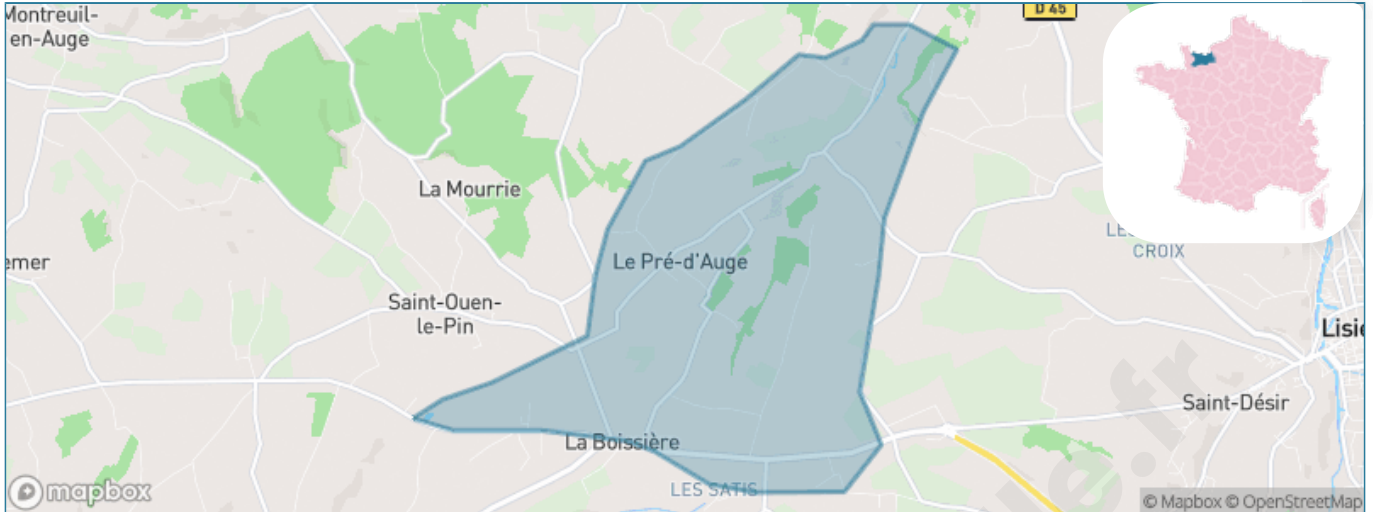 Montreuil-
en-Auge
D 45
La Mourrie
Le Pré-d'Auge
CROIX
Saint-Ouen-
le-Pin
Saint-Désir
La Boissière
LES SATIS
mapbox
© Mapbox © OpenStreetMap